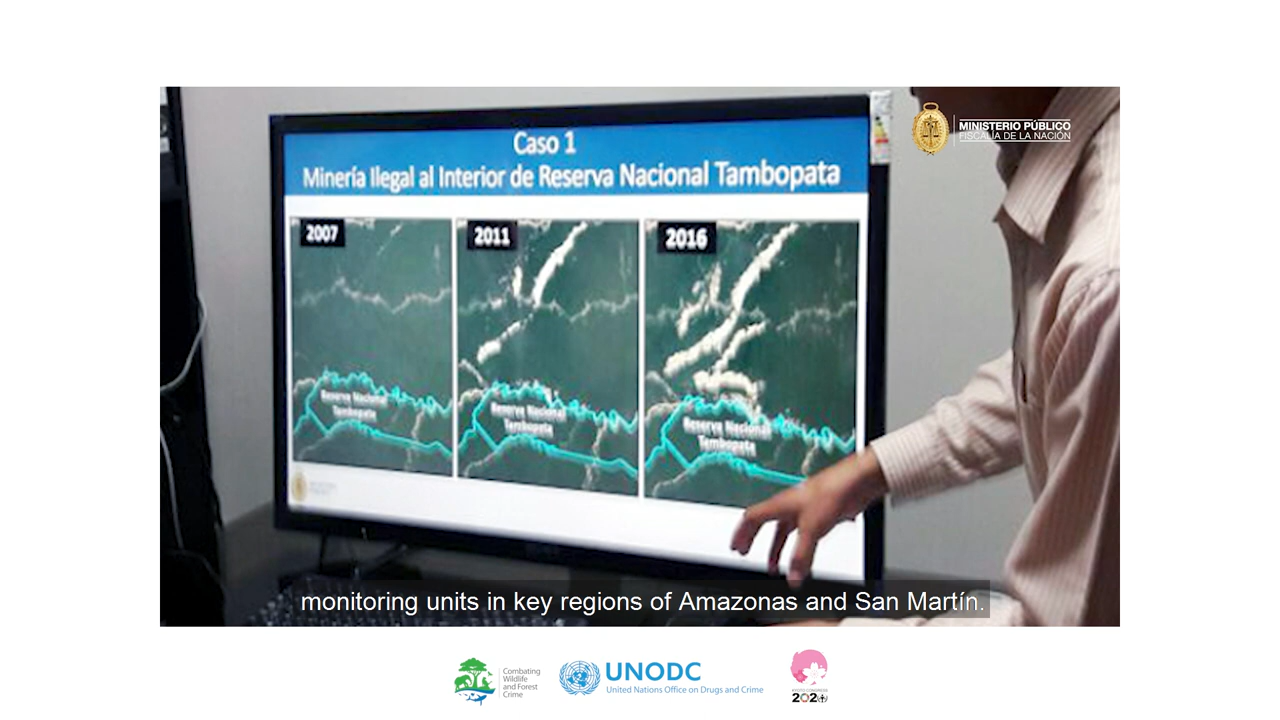 MINISTERIO PÚBLICO
FISCALÍA DE LA NACIÓN
Caso 1
Minería Ilegal al Interior de Reserva Nacional Tambopata
2007
2011
2016
Reserva Nacional
Tambopata
Reserva Nacional
Tambopata
Reserva Nacional
Tambopata
monitoring units in key regions of Amazonas and San Martín.
Combating
Wildlife
and Forest
Crime
UNODC
United Nations Office on Drugs and Crime
KYOTO CONGRESS
2020